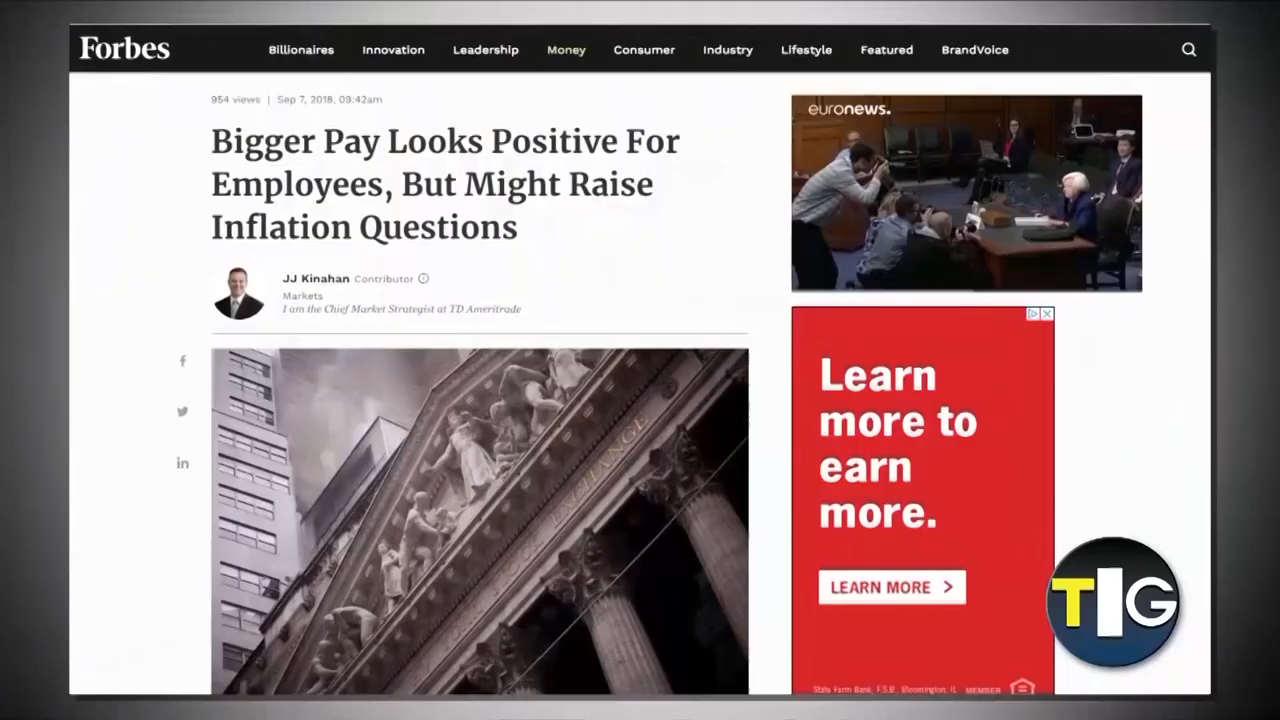 Forbes
Billionaires Innovation Leadership Money Consumer Industry Lifestyle Featured BrandVoice
954 views | Sep 7, 2018, 09:42am
Bigger Pay Looks Positive For
Employees, But Might Raise
Inflation Questions
JJ Kinahan Contributor
Markets
I am the Chief Market Strategist at TD Ameritrade
f
in
EXCHANGE
euronews.
Learn
more to
earn
more.
LEARN MORE >
State Farm Bank, F.S.B., Bloomington, IL MEMBER
TIG